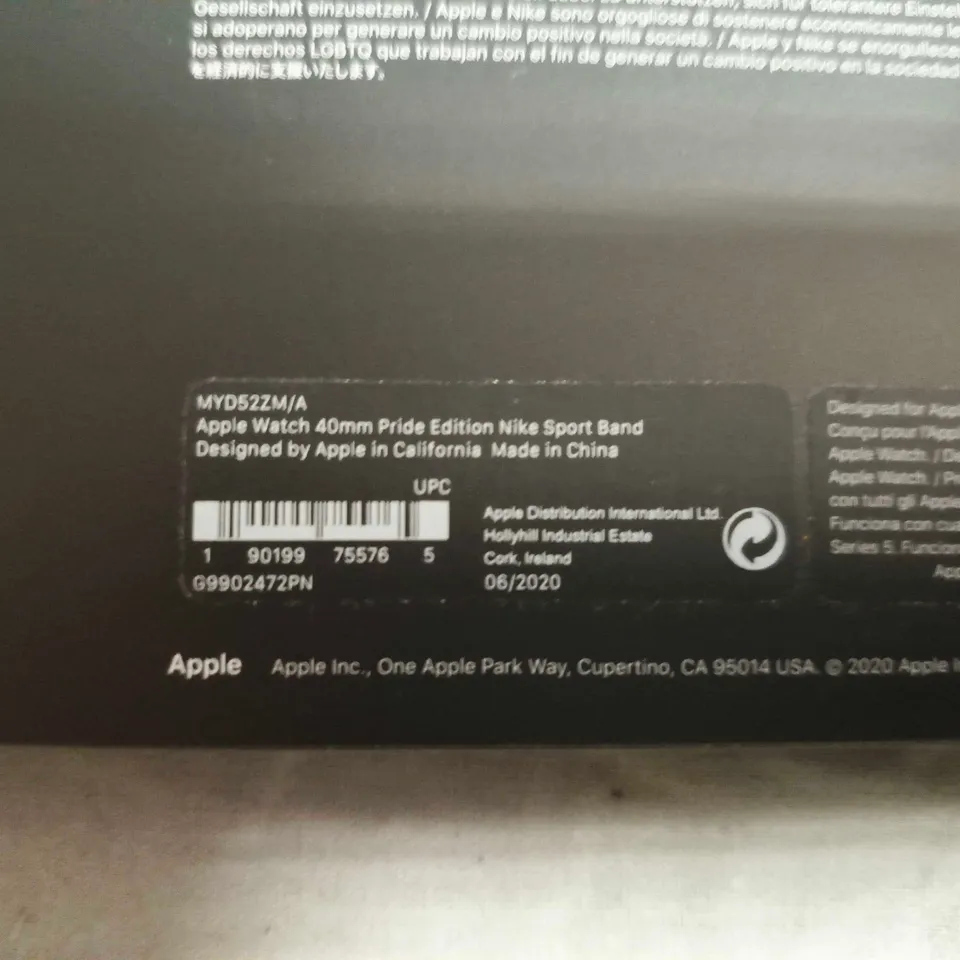 Gesellschaft einzusetzen. / Apple e Nike sono orgogliose di sostenere economicamente le
si adoperano per generare un cambio positivo nella società. / Apple y Nike se enorgullece
los derechos LGBTQ que trabajan con el fin de generar un cambio positivo en la sociedad
を経済的に支援いたします。
MYD52ZM/A
Apple Watch 40mm Pride Edition Nike Sport Band
Designed by Apple in California Made in China
UPC
1 90199 75576 5
G9902472PN
Apple Distribution International Ltd.
Hollyhill Industrial Estate
Cork, Ireland
06/2020
Designed for App
Conçu pour l'Appl
Apple Watch. / De
Apple Watch. / Pr
con tutti gli Apple
Funciona con cua
Series 5. Funcion
App
Apple Apple Inc., One Apple Park Way, Cupertino, CA 95014 USA. © 2020 Apple